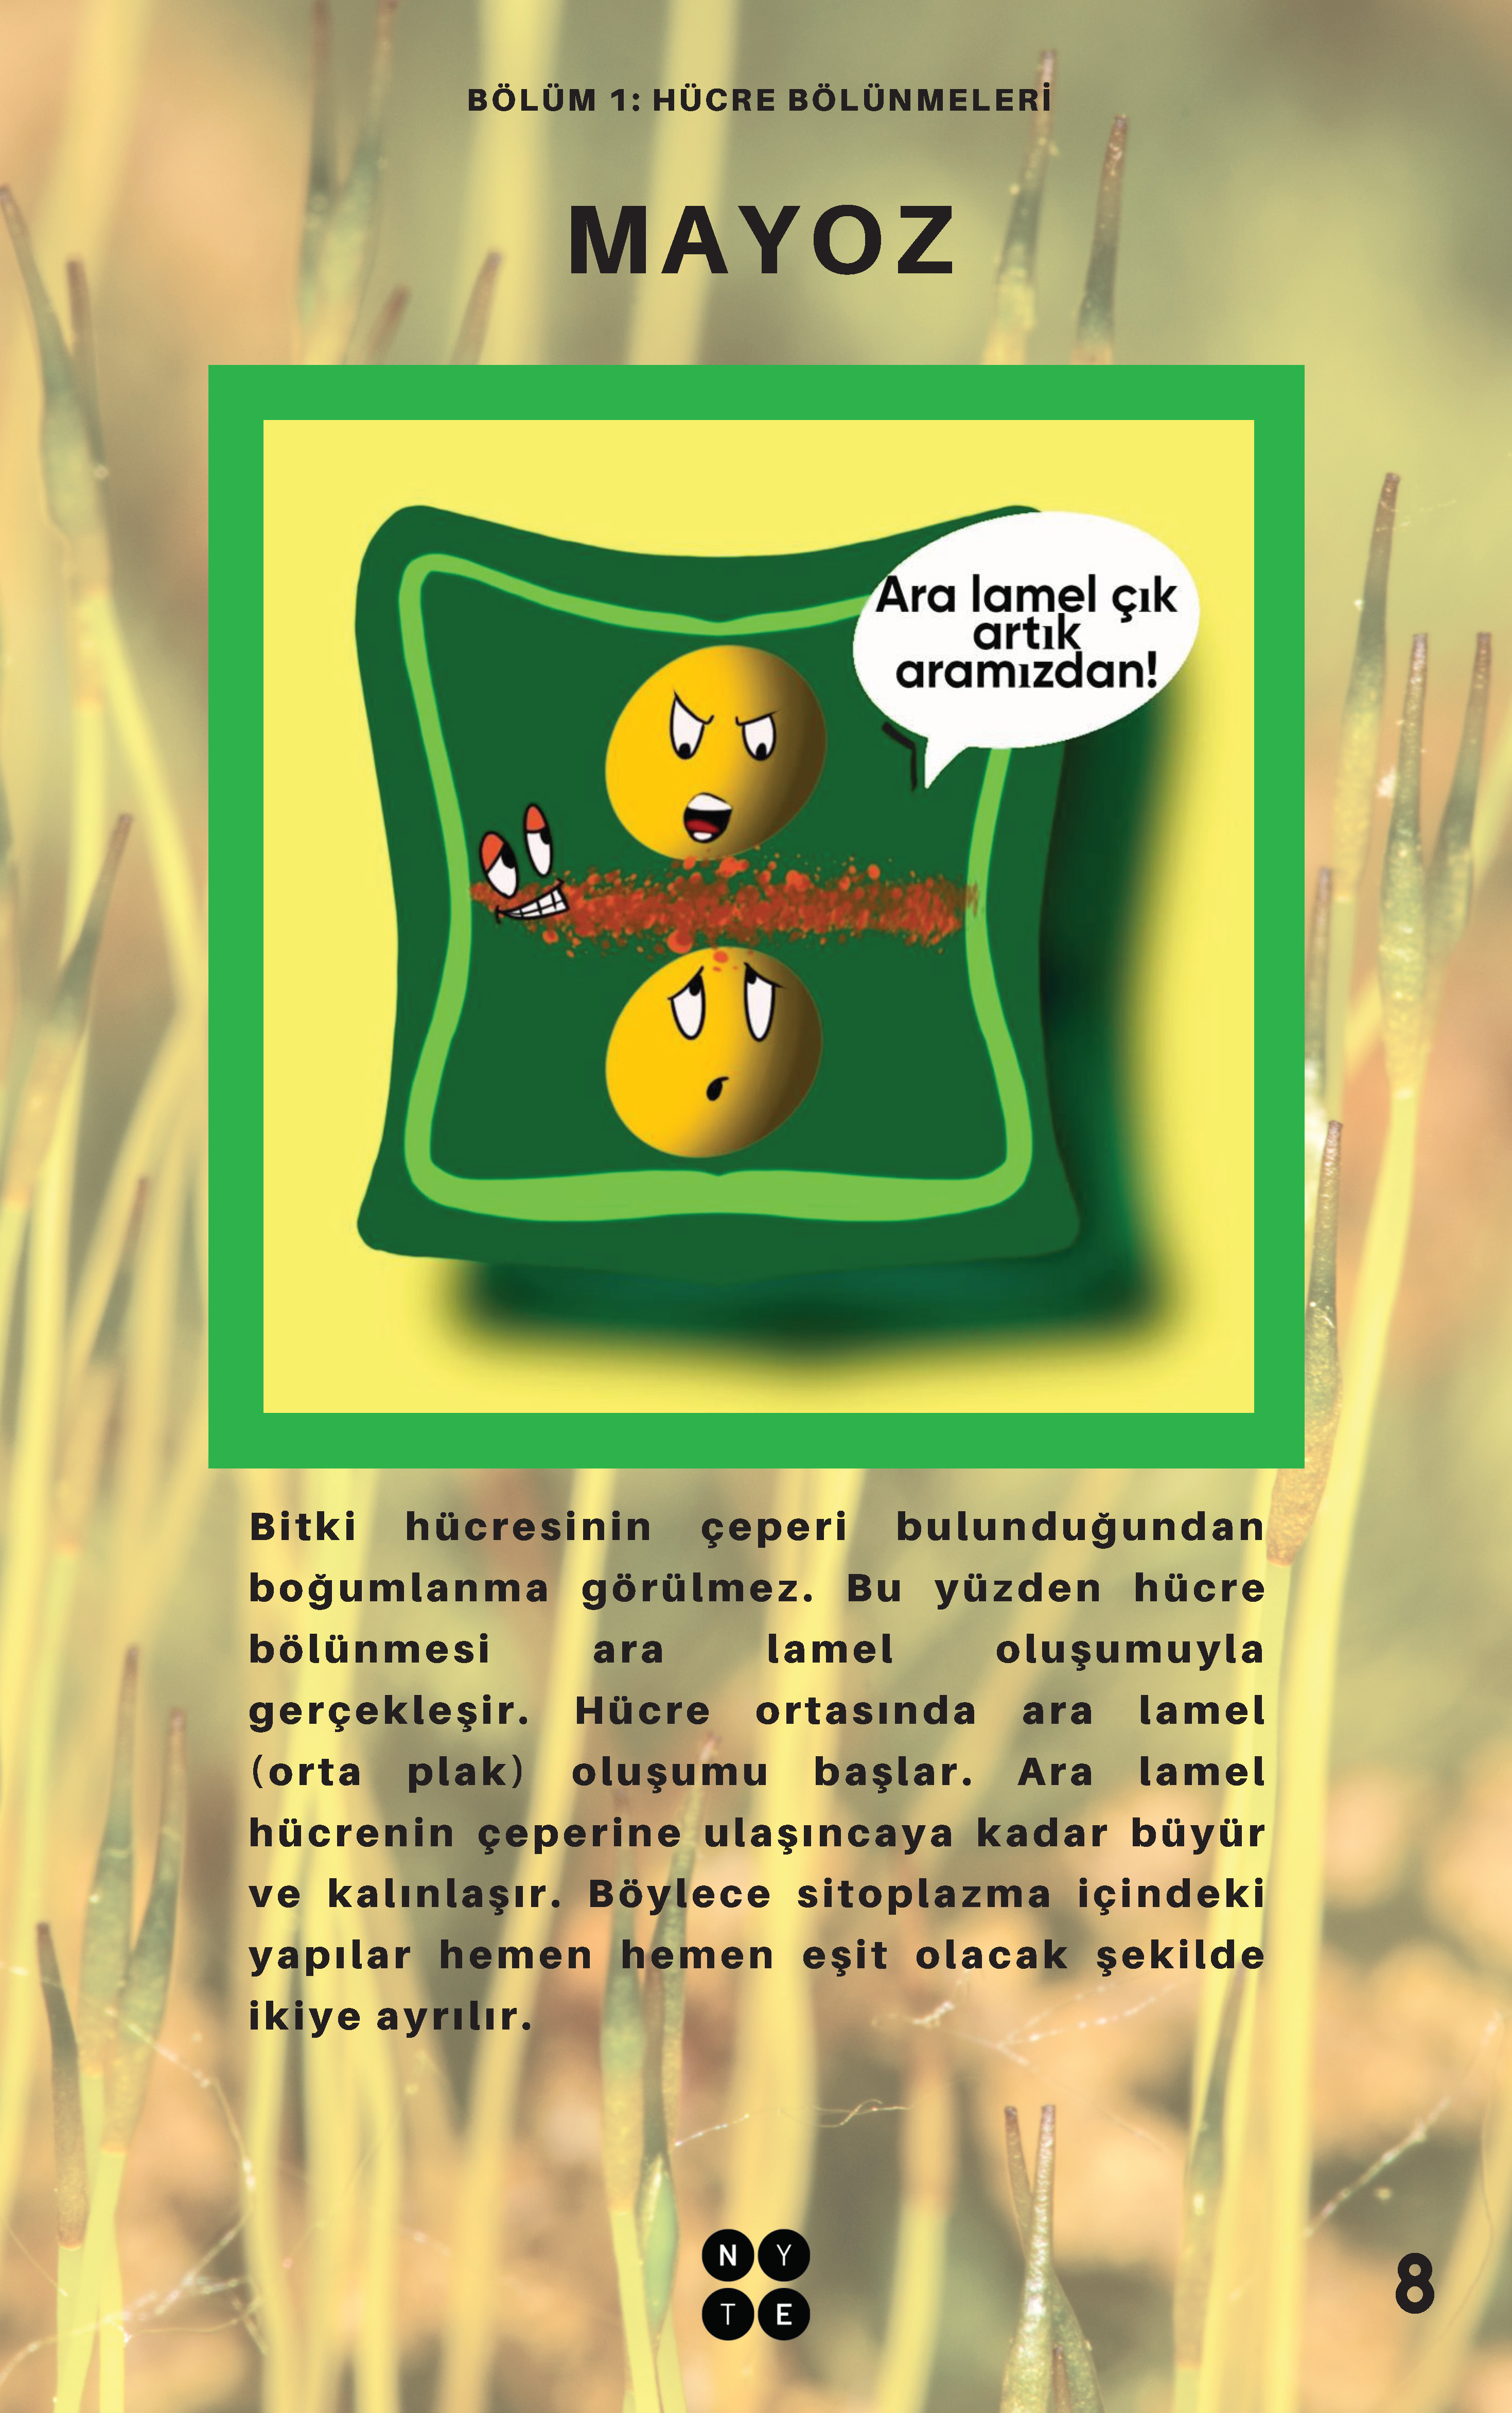 BÖLÜM 1: HÜCRE BÖLÜNMELERİ
MAYOZ
Ara lamel çık
artık
aramızdan!
Bitki hücresinin çeperi bulunduğundan
boğumlanma görülmez. Bu yüzden hücre
bölünmesi ara lamel oluşumuyla
gerçekleşir. Hücre ortasında ara lamel
(orta plak) oluşumu başlar. Ara lamel
hücrenin çeperine ulaşıncaya kadar büyür
ve kalınlaşır. Böylece sitoplazma içindeki
yapılar hemen hemen eşit olacak şekilde
ikiye ayrılır.
N Y
T E
8